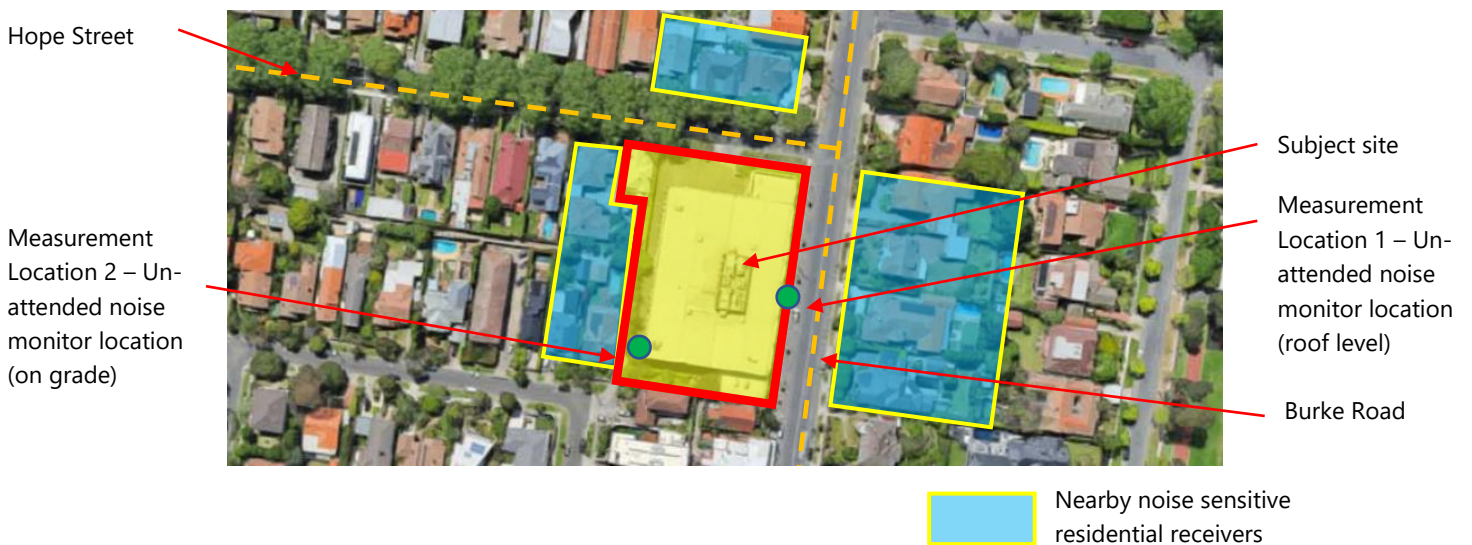 Hope Street
Subject site
Measurement
Location 1 – Un-
attended noise
monitor location
(roof level)
Measurement
Location 2 – Un-
attended noise
monitor location
(on grade)
Burke Road
Nearby noise sensitive
residential receivers